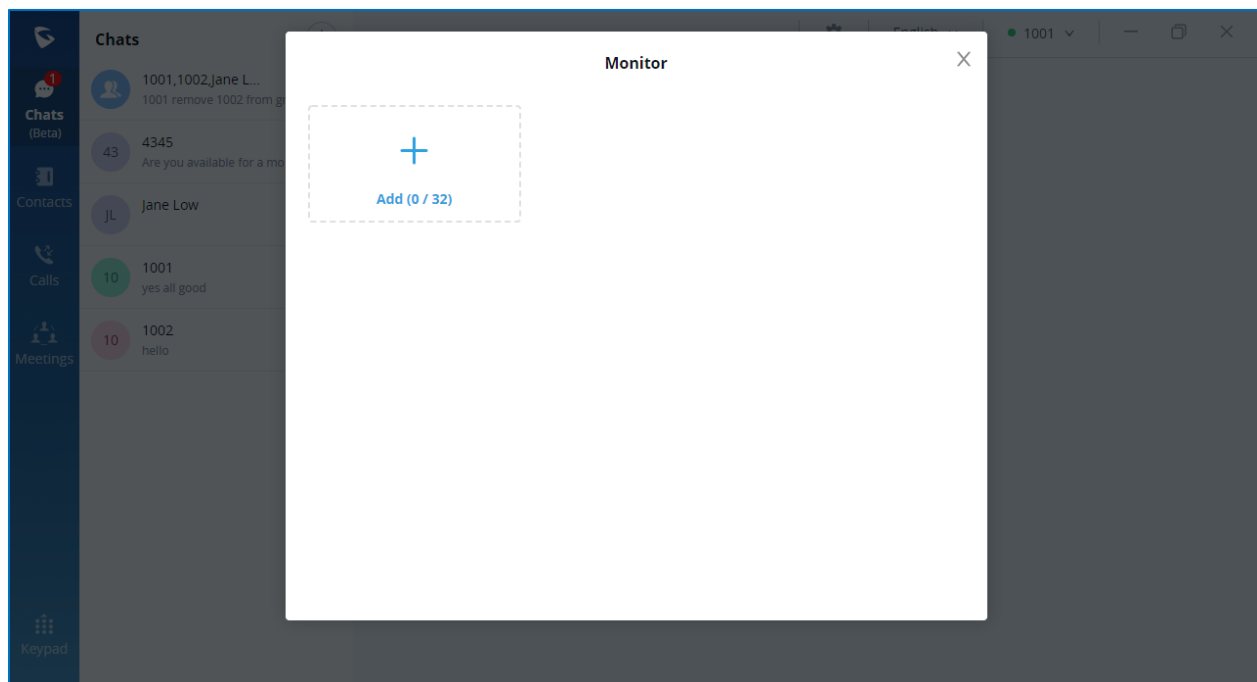 Chats
English
1001
1
Chats
(Beta)
Contacts
Calls
Meetings
Keypad
1001,1002,Jane L...
1001 remove 1002 from gr
43
4345
Are you available for a mo
JL
Jane Low
10
1001
yes all good
10
1002
hello
Monitor
Add (0 / 32)